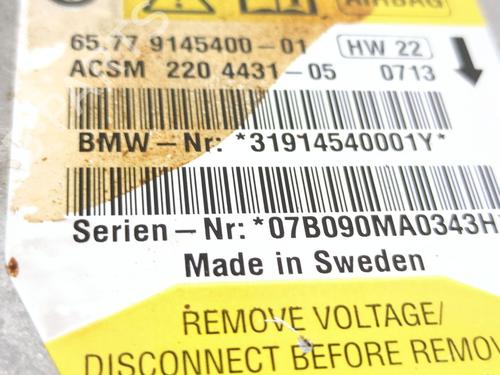 AIRBAG
65.77 9145400-01 HW 22
ACSM 220 4431-05 0713
BMW-Nr: *31914540001Y*
Serien-Nr: *07B090MA0343H
Made in Sweden
REMOVE VOLTAGE/
DISCONNECT BEFORE REMOV